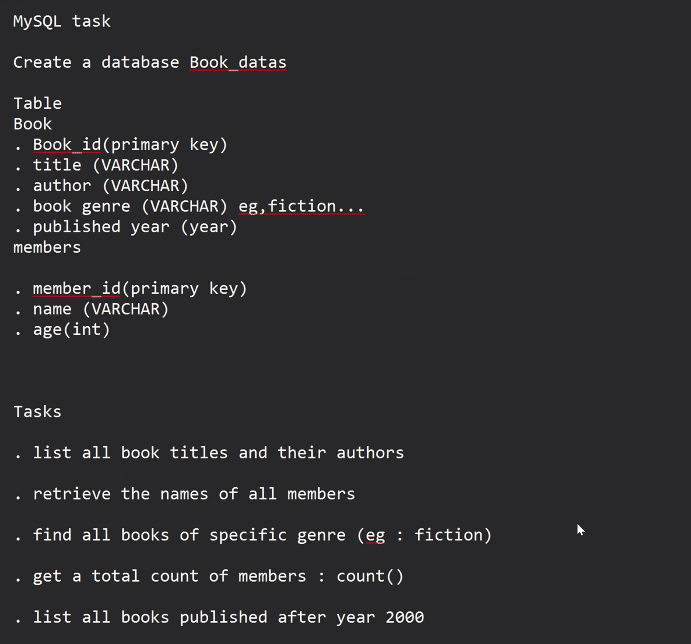 MySQL task
Create a database Book_datas
Table
Book
. Book_id(primary key)
. title (VARCHAR)
. author (VARCHAR)
. book genre (VARCHAR) eg,fiction...
. published year (year)
members
. member_id(primary key)
. name (VARCHAR)
. age(int)
Tasks
. list all book titles and their authors
. retrieve the names of all members
. find all books of specific genre (eg : fiction)
. get a total count of members : count()
. list all books published after year 2000